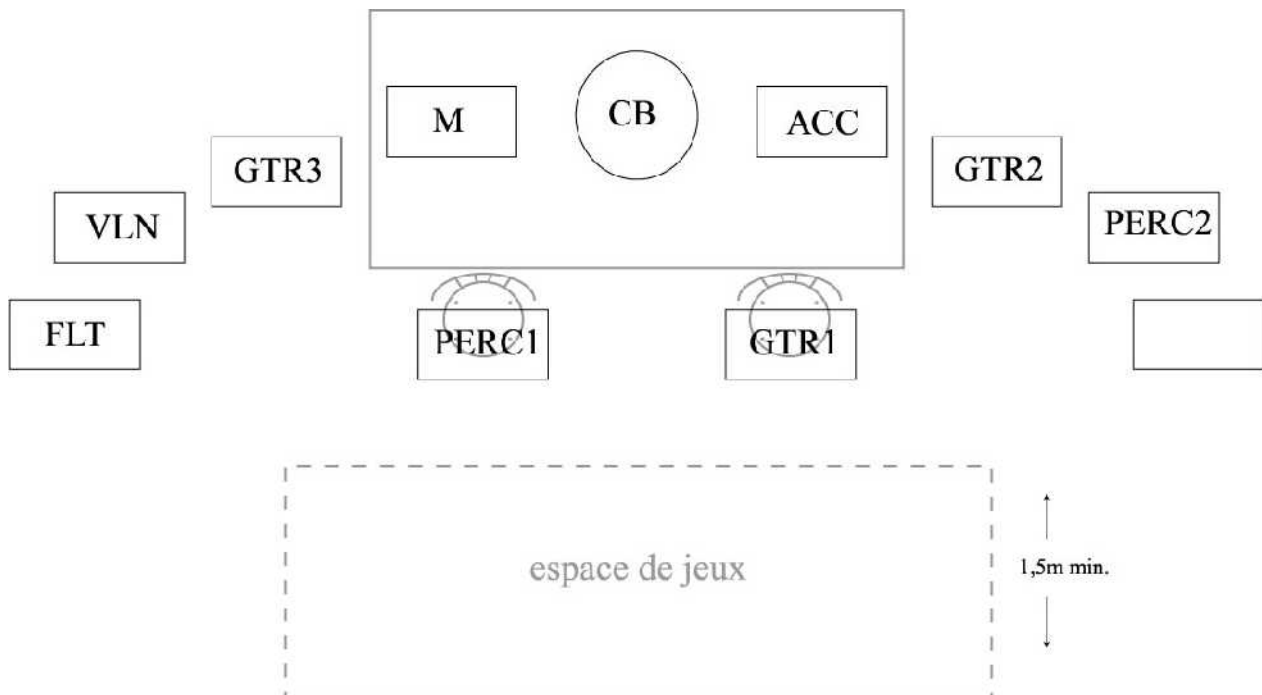 M
CB
ACC
GTR3
GTR2
VLN
PERC2
FLT
PERC1
GTR1
espace de jeux
1,5m min.